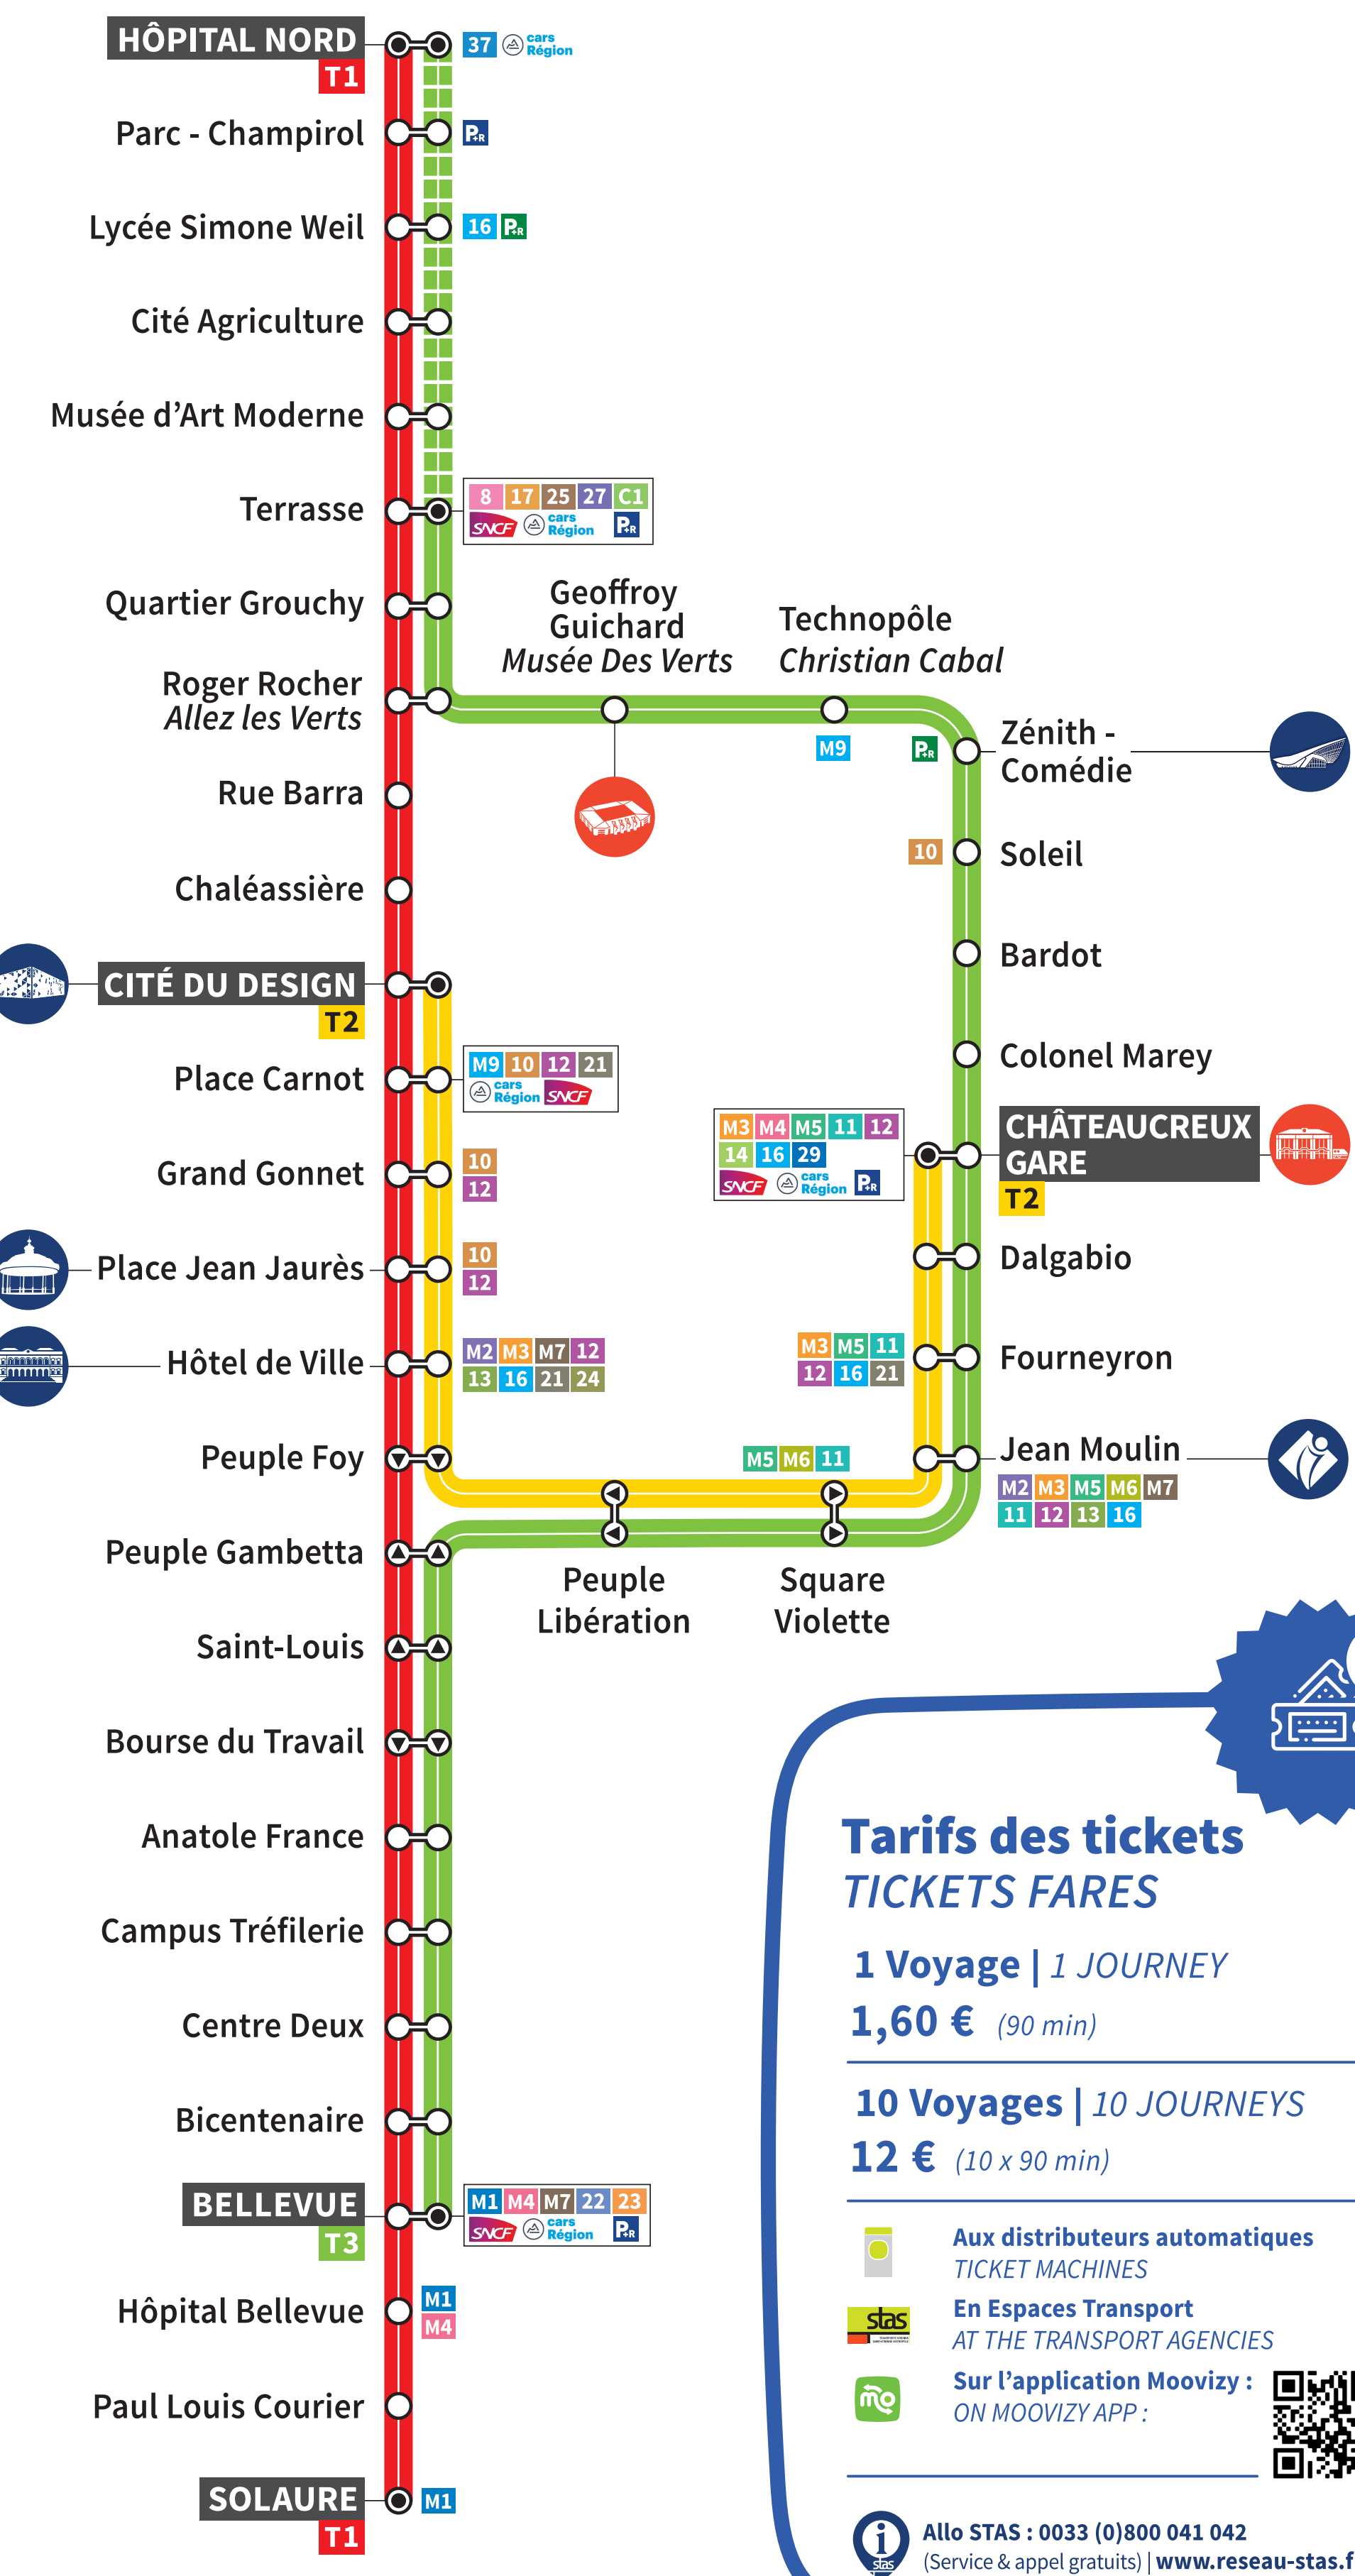 HÔPITAL NORD
T1
37 cars
Région
Parc - Champirol
P+R
Lycée Simone Weil
16 P+R
Cité Agriculture
Musée d'Art Moderne
Terrasse
8 17 25 27 C1
SNCF cars Région P+R
Quartier Grouchy
Roger Rocher
Allez les Verts
Geoffroy
Guichard
Musée Des Verts
Technopôle
Christian Cabal
M9
P+R
Zénith -
Comédie
Rue Barra
10
Soleil
Chaléassière
Bardot
CITÉ DU DESIGN
T2
Colonel Marey
Place Carnot
M9 10 12 21
cars Région SNCF
M3 M4 M5 11 12
14 16 29
SNCF cars Région P+R
CHÂTEAUCREUX
GARE
T2
Grand Gonnet
10
12
Dalgabio
Place Jean Jaurès
10
12
Hôtel de Ville
M2 M3 M7 12
13 16 21 24
M3 M5 11
12 16 21
Fourneyron
Peuple Foy
M5 M6 11
Jean Moulin
M2 M3 M5 M6 M7
11 12 13 16
Peuple Gambetta
Peuple
Libération
Square
Violette
Saint-Louis
Bourse du Travail
Anatole France
Campus Tréfilerie
Centre Deux
Bicentenaire
BELLEVUE
T3
M1 M4 M7 22 23
SNCF cars Région P+R
Hôpital Bellevue
M1
M4
Paul Louis Courier
SOLAURE
T1
M1
Tarifs des tickets
TICKETS FARES
1 Voyage | 1 JOURNEY
1,60 € (90 min)
10 Voyages | 10 JOURNEYS
12 € (10 x 90 min)
Aux distributeurs automatiques
TICKET MACHINES
stas
En Espaces Transport
AT THE TRANSPORT AGENCIES
mo
Sur l'application Moovizy :
ON MOOVIZY APP :
i
stas
Allo STAS : 0033 (0)800 041 042
(Service & appel gratuits) | www.reseau-stas.f